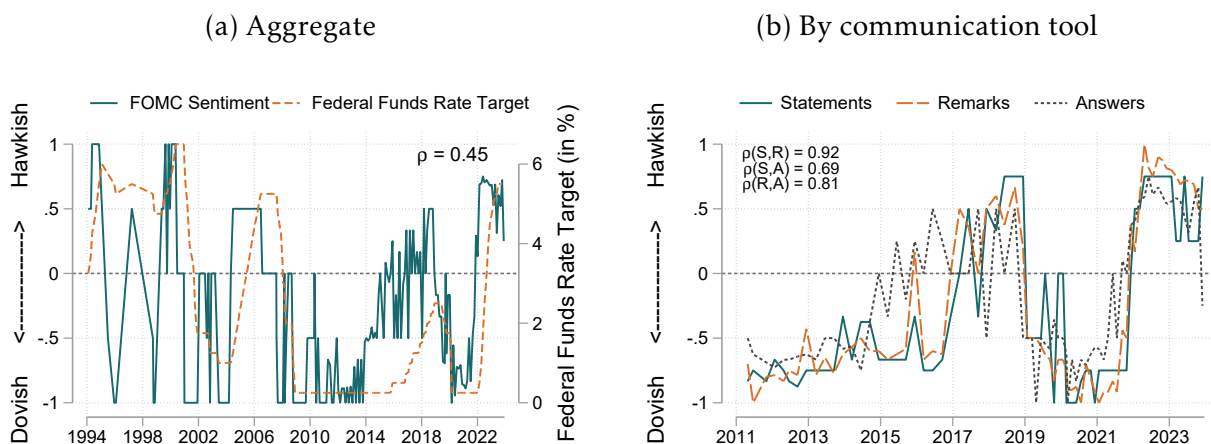 (a) Aggregate
FOMC Sentiment
Federal Funds Rate Target
Dovish <--------> Hawkish
1
.5
0
-.5
-1
ρ = 0.45
6
4
2
0
Federal Funds Rate Target (in %)
1994 1998 2002 2006 2010 2014 2018 2022
(b) By communication tool
Statements
Remarks
Answers
Dovish <--------> Hawkish
1
.5
0
-.5
-1
ρ(S,R) = 0.92
ρ(S,A) = 0.69
ρ(R,A) = 0.81
2011 2013 2015 2017 2019 2021 2023